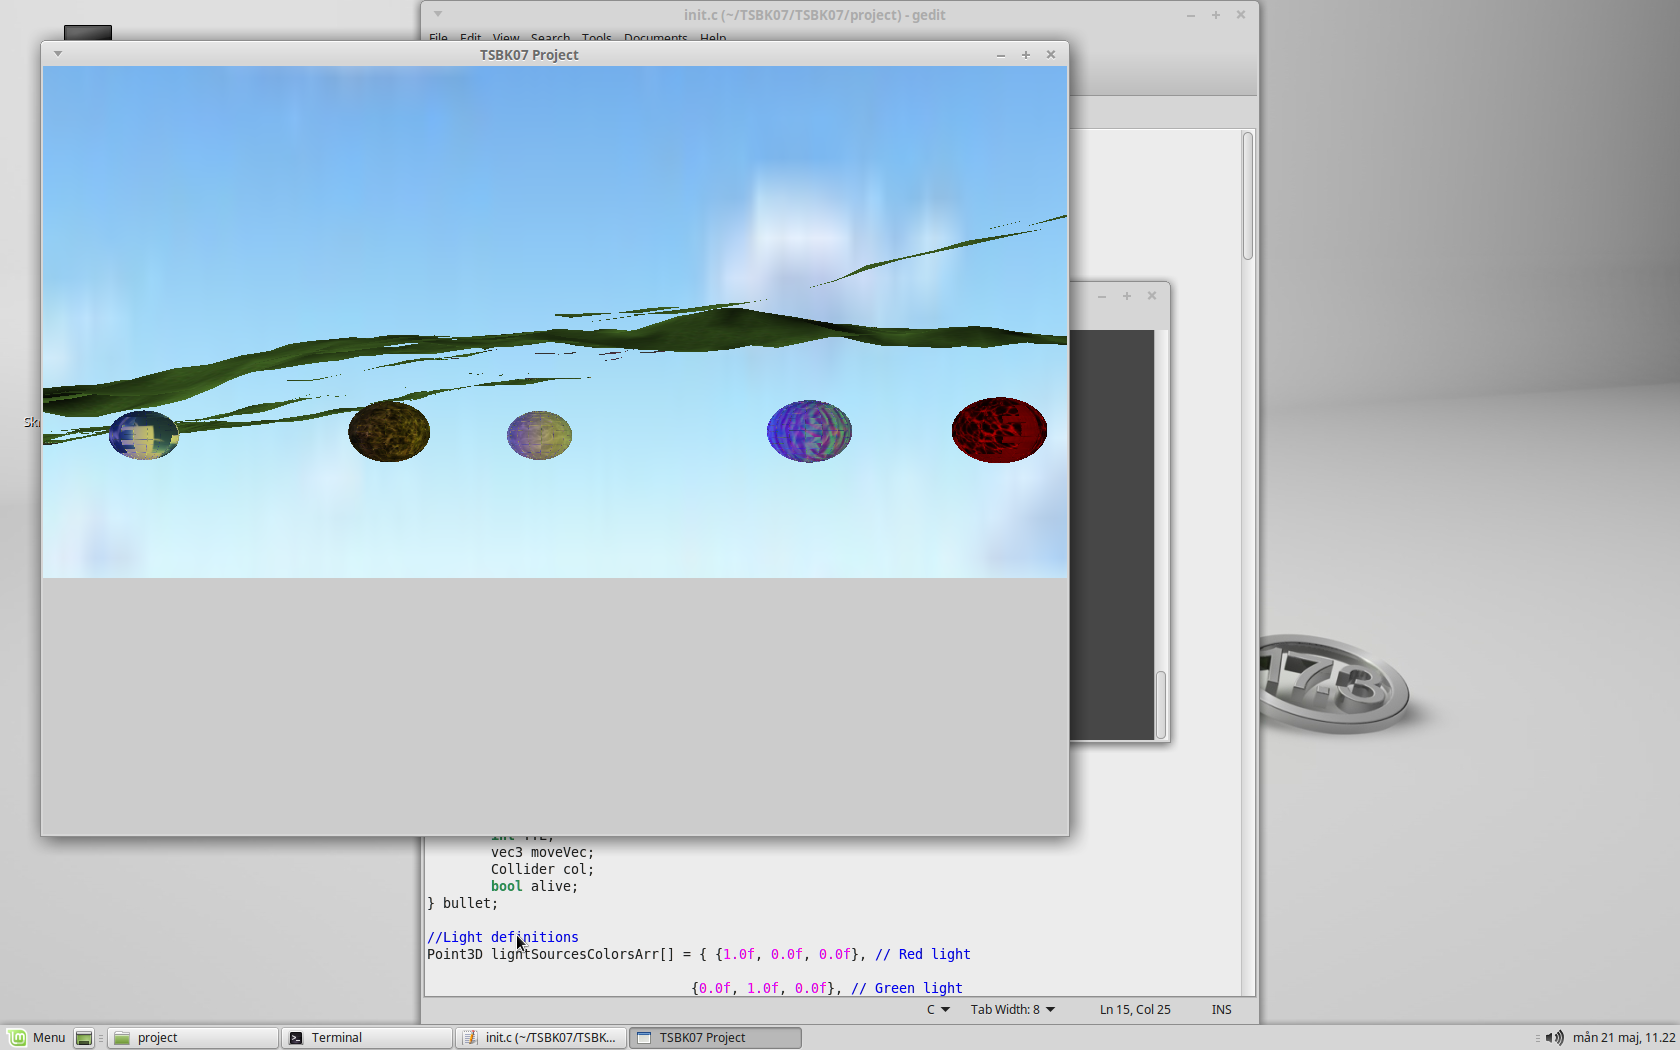 init.c (~/TSBK07/TSBK07/project) - gedit
File Edit View Search Tools Documents Help
TSBK07 Project
Sk
17.3
vec3 moveVec;
Collider col;
bool alive;
} bullet;
//Light definitions
Point3D lightSourcesColorsArr[] = { {1.0f, 0.0f, 0.0f}, // Red light
{0.0f, 1.0f, 0.0f}, // Green light
C Tab Width: 8 Ln 15, Col 25 INS
Menu project Terminal init.c (~/TSBK07/TSBK... TSBK07 Project mån 21 maj, 11.22